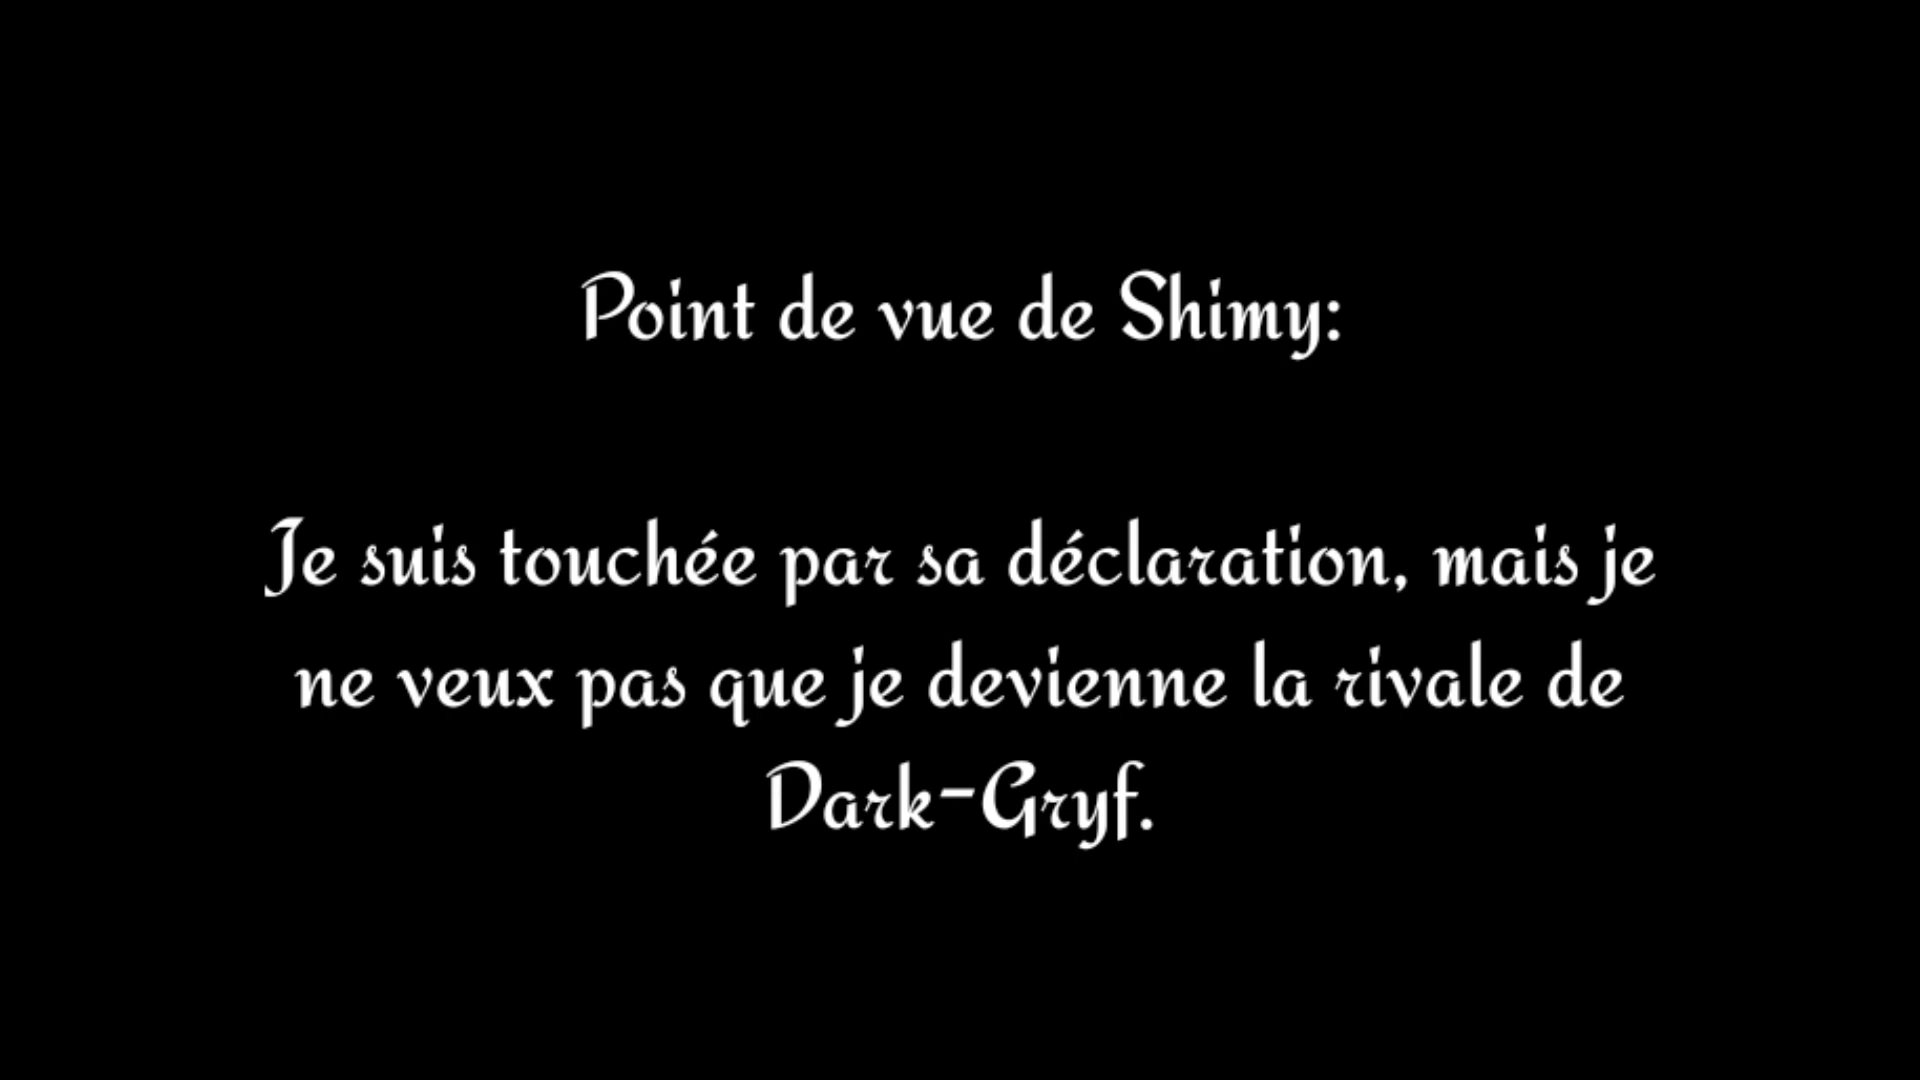 Point de vue de Shimy:
Je suis touchée par sa déclaration, mais je
ne veux pas que je devienne la rivale de
Dark-Gryf.